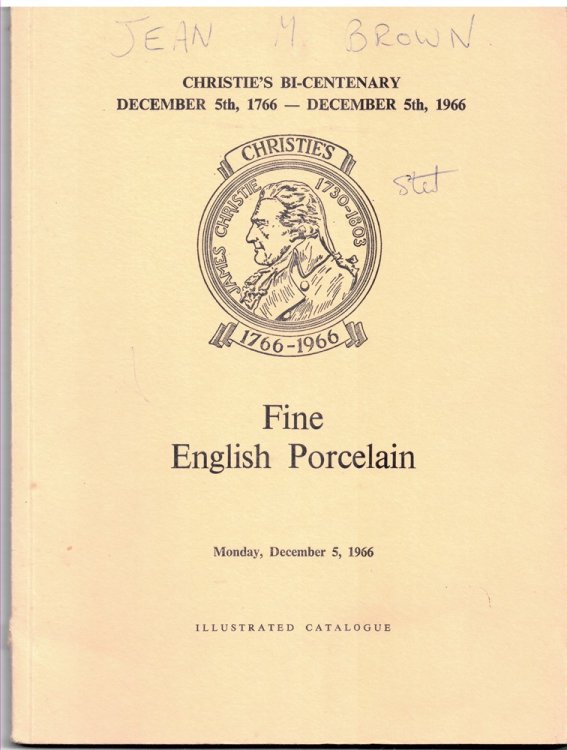 JEAN M. BROWN.
CHRISTIE'S BI-CENTENARY
DECEMBER 5th, 1766 — DECEMBER 5th, 1966
CHRISTIE'S
JAMES CHRISTIE 1730-1803
Stet
1766-1966
Fine
English Porcelain
Monday, December 5, 1966
ILLUSTRATED CATALOGUE